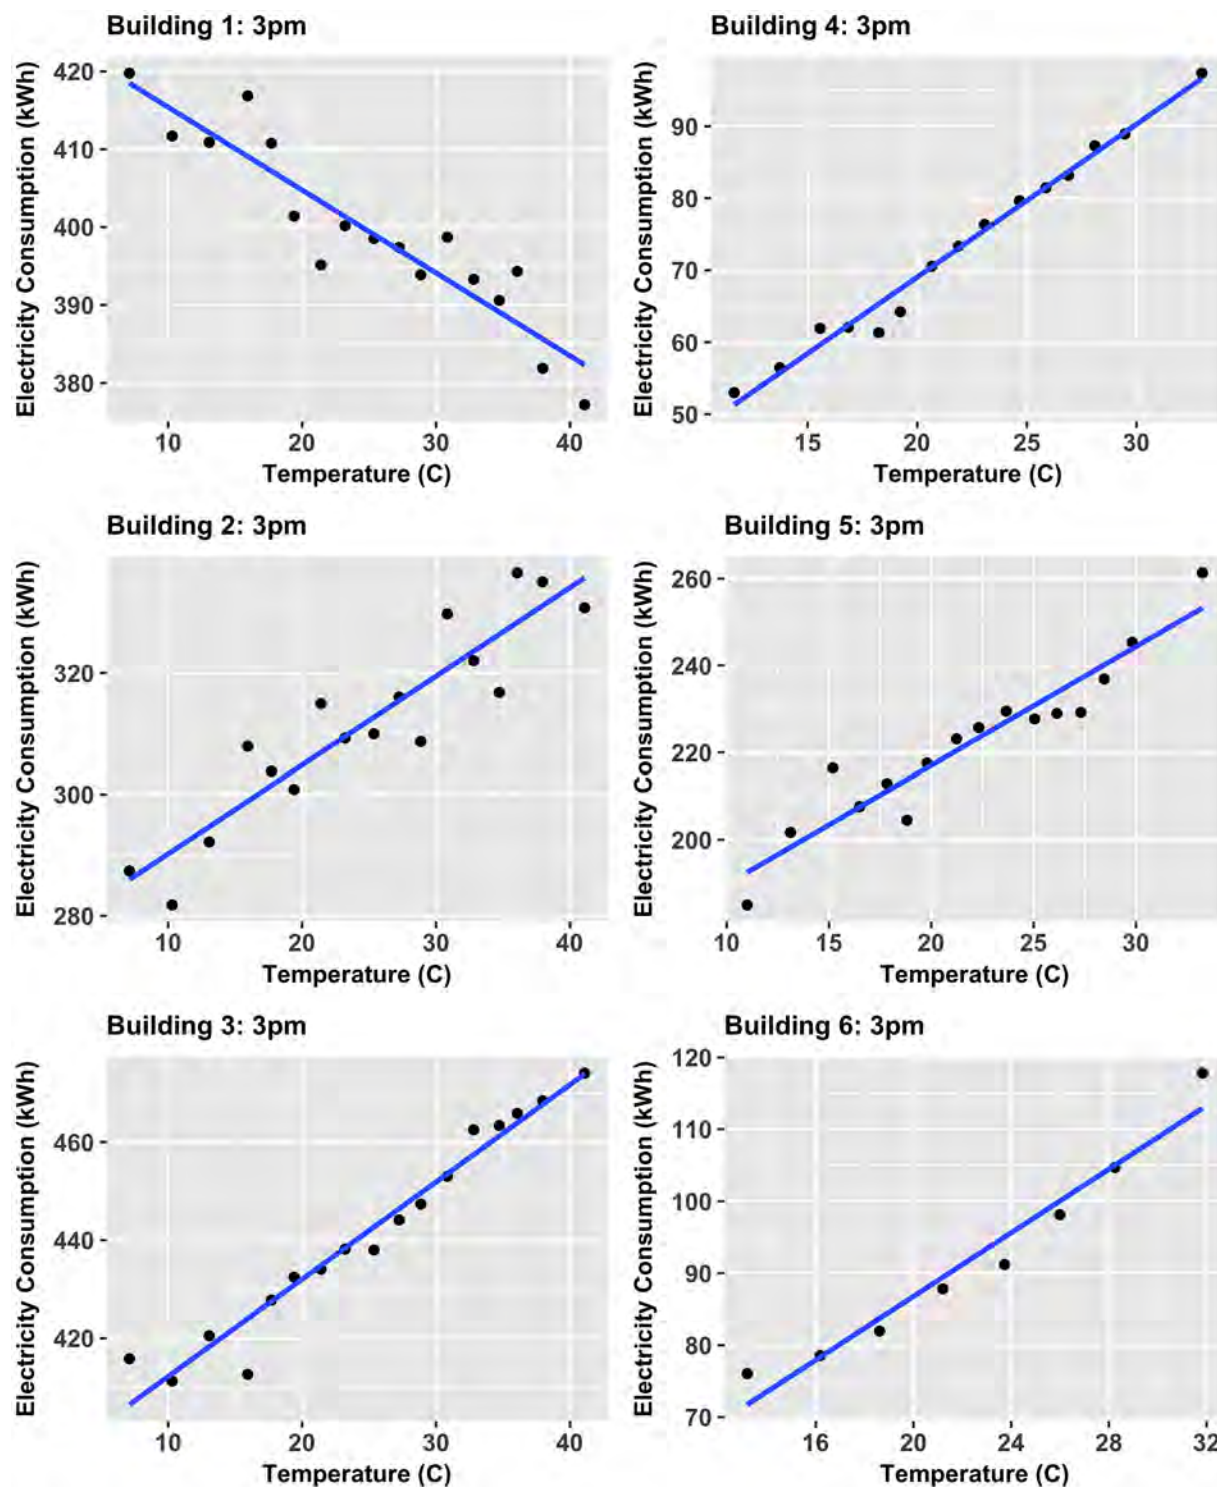 Building 1: 3pm
Electricity Consumption (kWh)
420
410
400
390
380
10 20 30 40
Temperature (C)
Building 4: 3pm
Electricity Consumption (kWh)
90
80
70
60
50
15 20 25 30
Temperature (C)
Building 2: 3pm
Electricity Consumption (kWh)
320
300
280
10 20 30 40
Temperature (C)
Building 5: 3pm
Electricity Consumption (kWh)
260
240
220
200
10 15 20 25 30
Temperature (C)
Building 3: 3pm
Electricity Consumption (kWh)
460
440
420
10 20 30 40
Temperature (C)
Building 6: 3pm
Electricity Consumption (kWh)
120
110
100
90
80
70
16 20 24 28 32
Temperature (C)